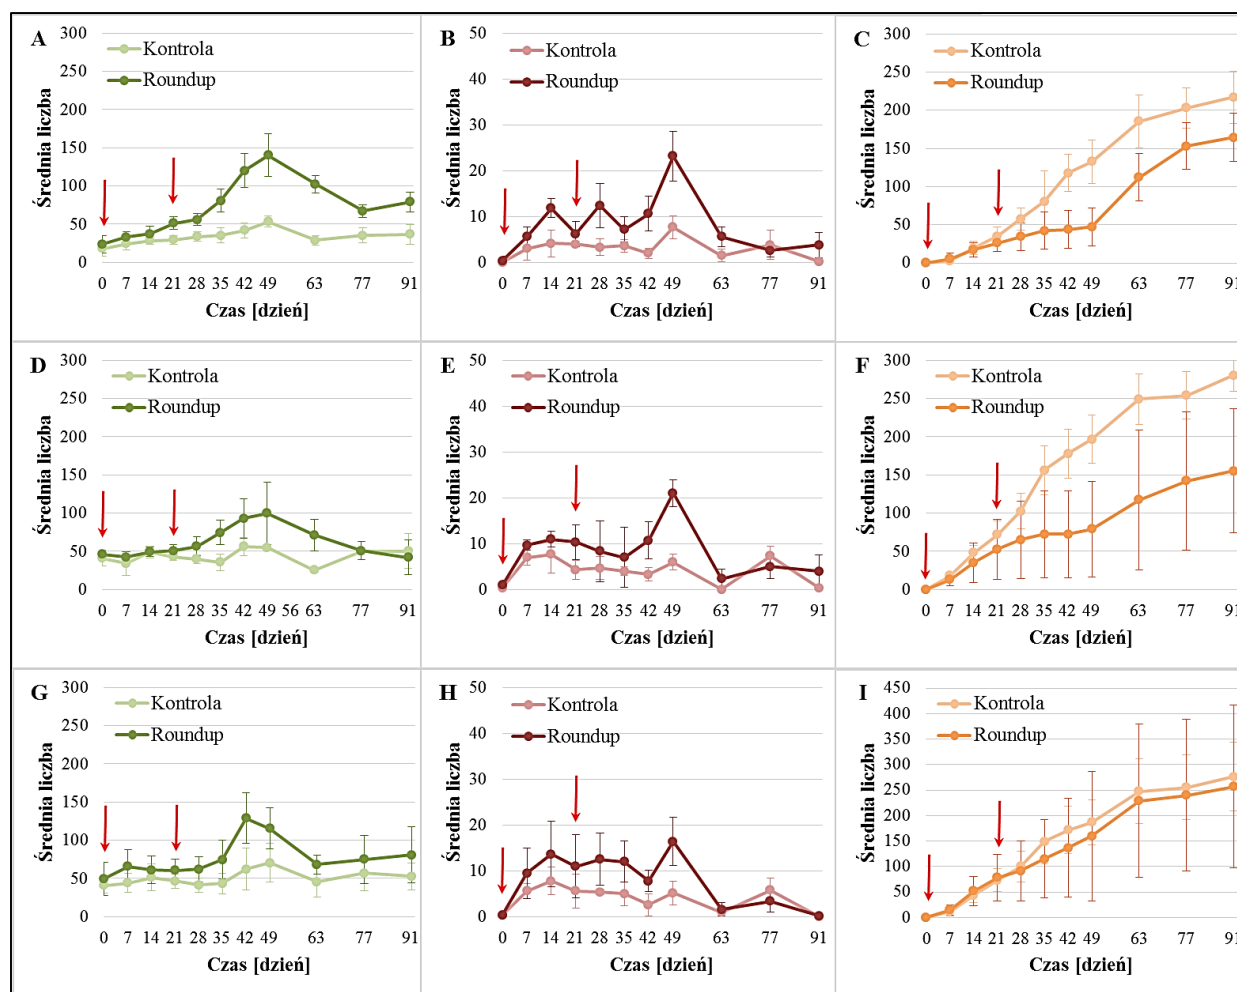 A
Kontrola
Roundup
300
250
200
150
100
50
0
Średnia liczba
0 7 14 21 28 35 42 49 63 77 91
Czas [dzień]
B
Kontrola
Roundup
50
40
30
20
10
0
Średnia liczba
0 7 14 21 28 35 42 49 63 77 91
Czas [dzień]
C
Kontrola
Roundup
300
250
200
150
100
50
0
Średnia liczba
0 7 14 21 28 35 42 49 63 77 91
Czas [dzień]
D
Kontrola
Roundup
300
250
200
150
100
50
0
Średnia liczba
0 7 14 21 28 35 42 49 56 63 77 91
Czas [dzień]
E
Kontrola
Roundup
50
40
30
20
10
0
Średnia liczba
0 7 14 21 28 35 42 49 63 77 91
Czas [dzień]
F
Kontrola
Roundup
300
250
200
150
100
50
0
Średnia liczba
0 7 14 21 28 35 42 49 63 77 91
Czas [dzień]
G
Kontrola
Roundup
300
250
200
150
100
50
0
Średnia liczba
0 7 14 21 28 35 42 49 63 77 91
Czas [dzień]
H
Kontrola
Roundup
50
40
30
20
10
0
Średnia liczba
0 7 14 21 28 35 42 49 63 77 91
Czas [dzień]
I
Kontrola
Roundup
450
400
350
300
250
200
150
100
50
0
Średnia liczba
0 7 14 21 28 35 42 49 63 77 91
Czas [dzień]